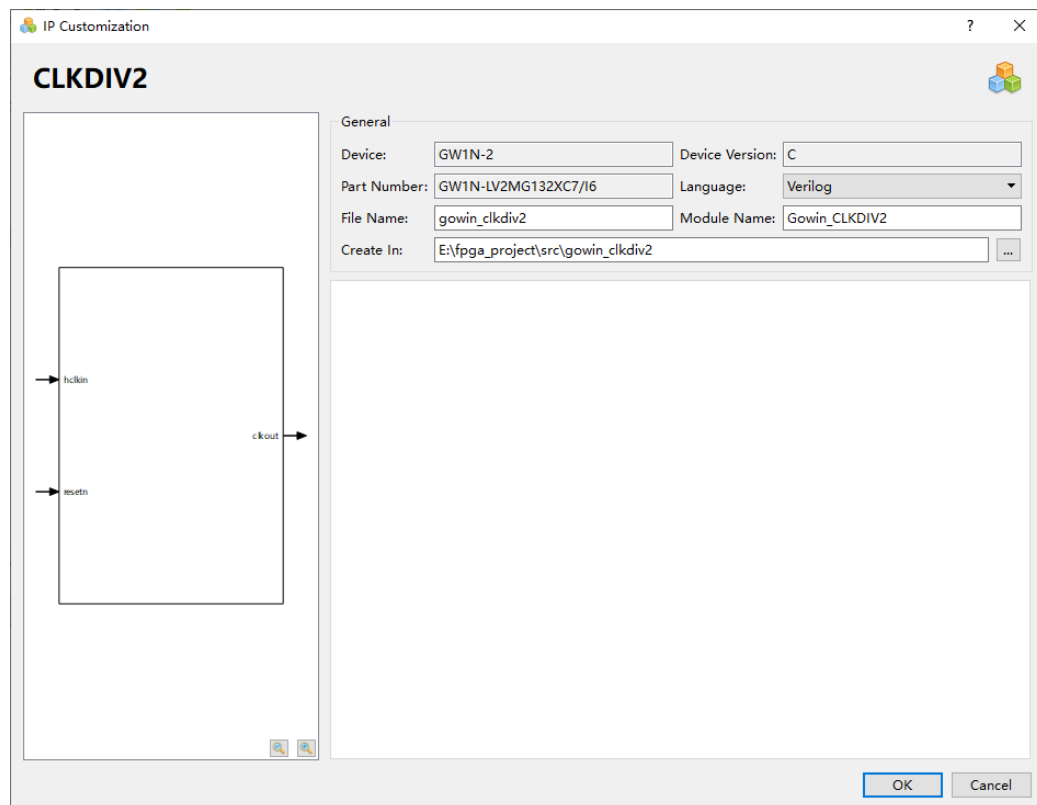 IP Customization ?
CLKDIV2
General
Device: GW1N-2 Device Version: C
Part Number: GW1N-LV2MG132XC7/I6 Language: Verilog
File Name: gowin_clkdiv2 Module Name: Gowin_CLKDIV2
Create In: E:\fpga_project\src\gowin_clkdiv2 ...
hclkin
clkout
resetn
OK Cancel